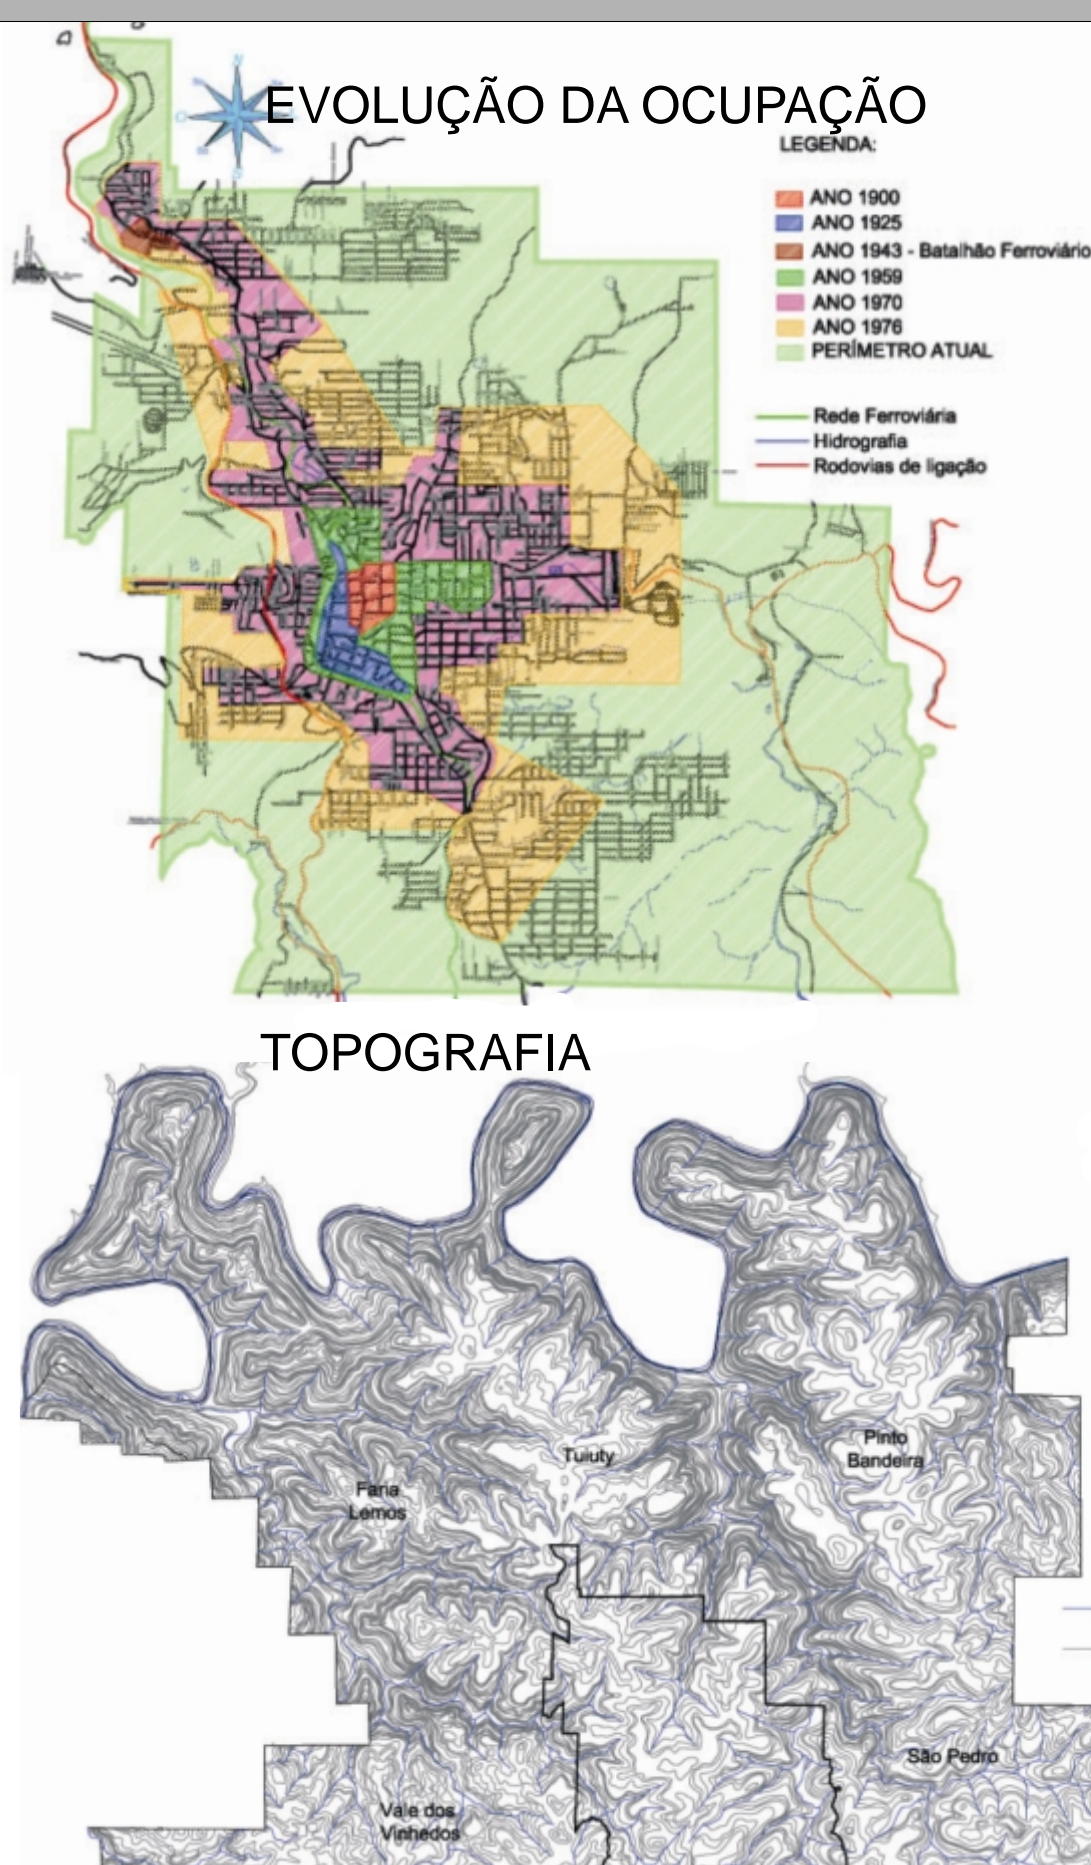 EVOLUÇÃO DA OCUPAÇÃO
LEGENDA:
ANO 1900
ANO 1925
ANO 1943 - Batalhão Ferroviário
ANO 1959
ANO 1970
ANO 1976
PERÍMETRO ATUAL
Rede Ferroviária
Hidrografia
Rodovias de ligação
TOPOGRAFIA
Tuiuty
Pinto
Bandeira
Faria
Lemos
São Pedro
Vale dos
Vinhedos